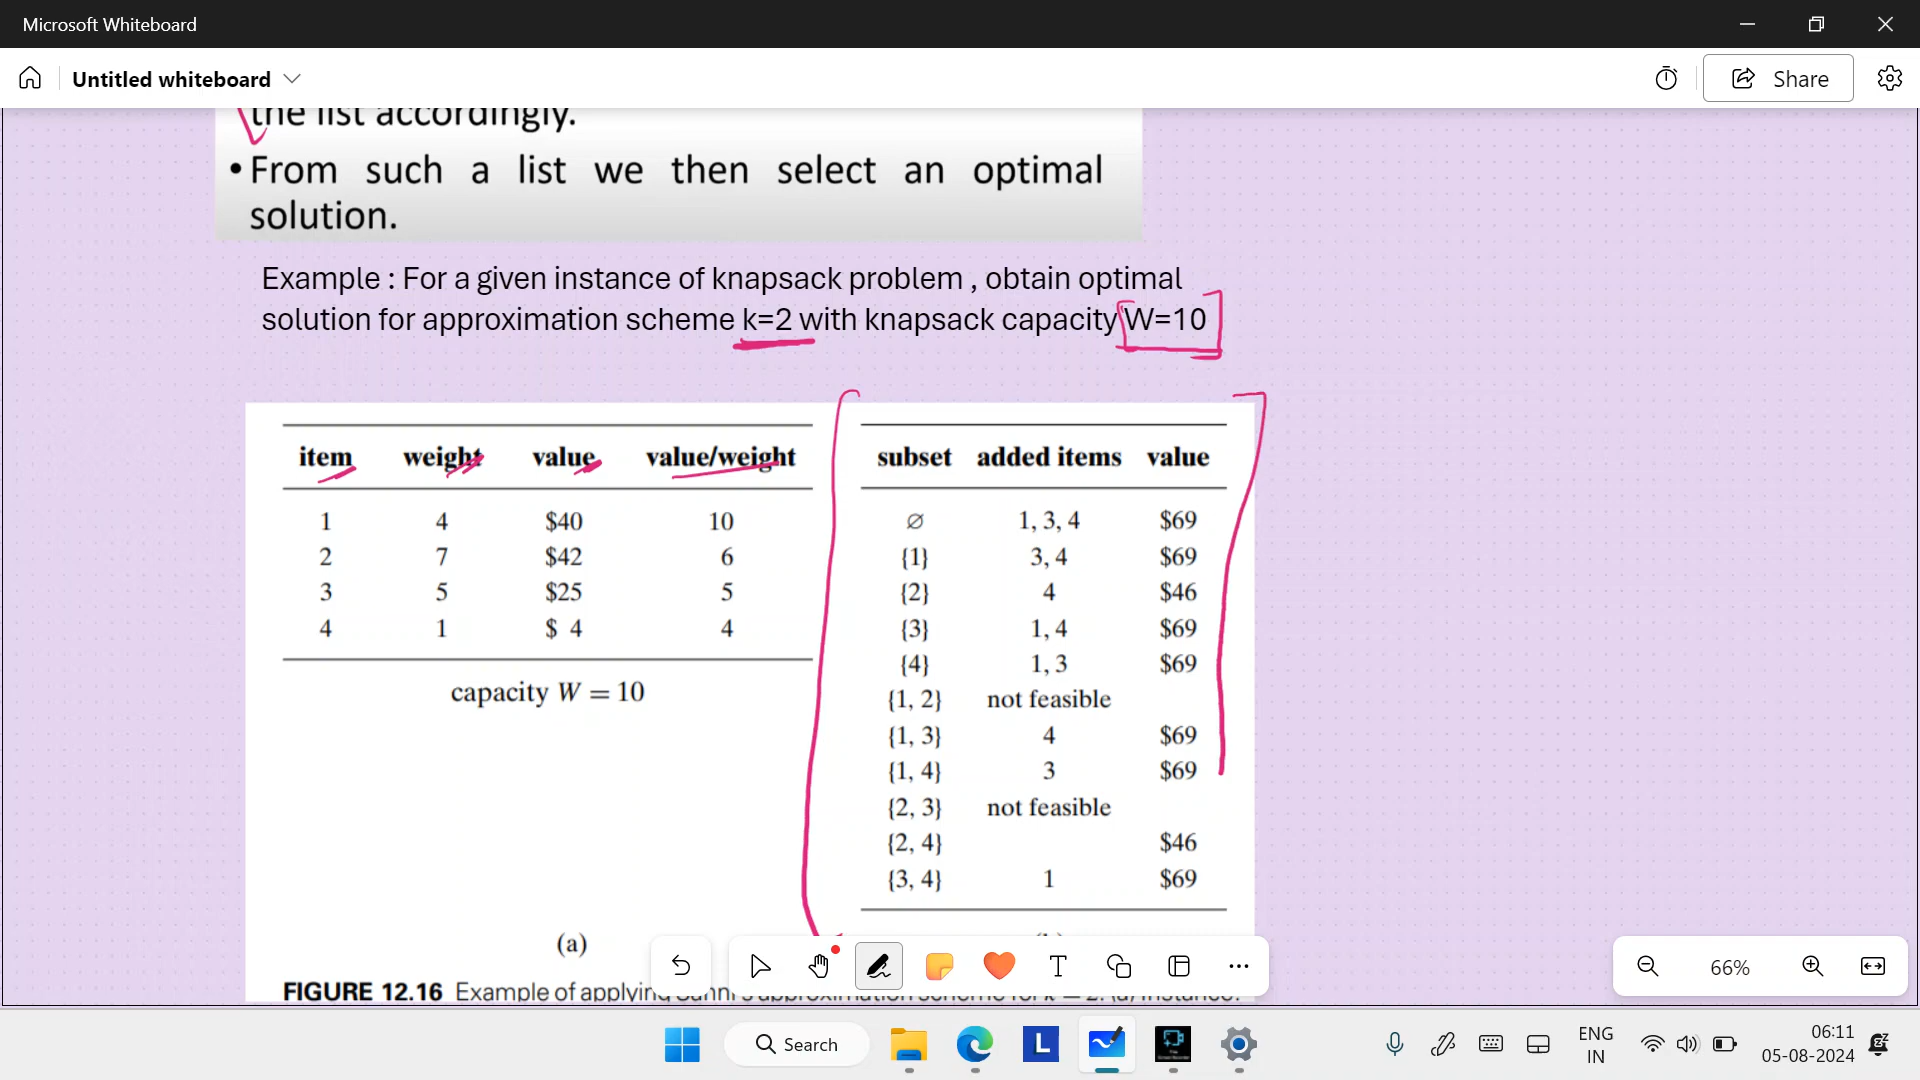 Microsoft Whiteboard
Untitled whiteboard
Share
the list accordingly.
• From such a list we then select an optimal
solution.
Example : For a given instance of knapsack problem , obtain optimal
solution for approximation scheme k=2 with knapsack capacity W=10
item weight value value/weight
1 4 $40 10
2 7 $42 6
3 5 $25 5
4 1 $ 4 4
capacity W = 10
(a)
subset added items value
∅ 1, 3, 4 $69
{1} 3, 4 $69
{2} 4 $46
{3} 1, 4 $69
{4} 1, 3 $69
{1, 2} not feasible
{1, 3} 4 $69
{1, 4} 3 $69
{2, 3} not feasible
{2, 4} $46
{3, 4} 1 $69
FIGURE 12.16 Example of applying Sahni's approximation scheme for k = 2. (a) Instance.
66%
Search
L
ENG
IN
06:11
05-08-2024